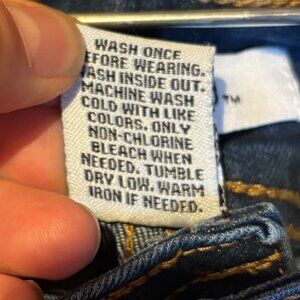 WASH ONCE
BEFORE WEARING.
WASH INSIDE OUT.
MACHINE WASH
COLD WITH LIKE
COLORS. ONLY
NON-CHLORINE
BLEACH WHEN
NEEDED. TUMBLE
DRY LOW. WARM
IRON IF NEEDED.
TM